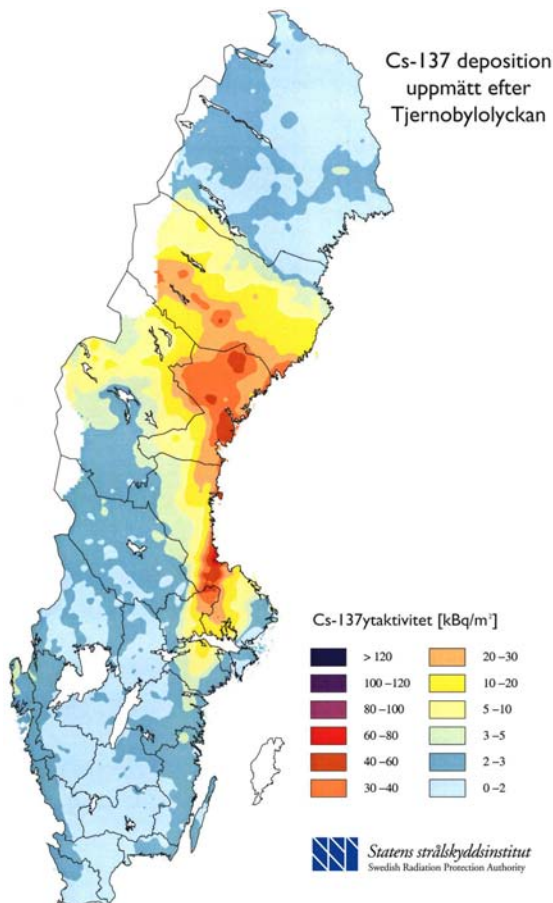 Cs-137 deposition
uppmätt efter
Tjernobylolyckan
Cs-137ytaktivitet [kBq/m²]
> 120
100 –120
80 –100
60 –80
40 –60
30 –40
20 –30
10 –20
5 –10
3 –5
2 –3
0 –2
Statens strålskyddsinstitut
Swedish Radiation Protection Authority